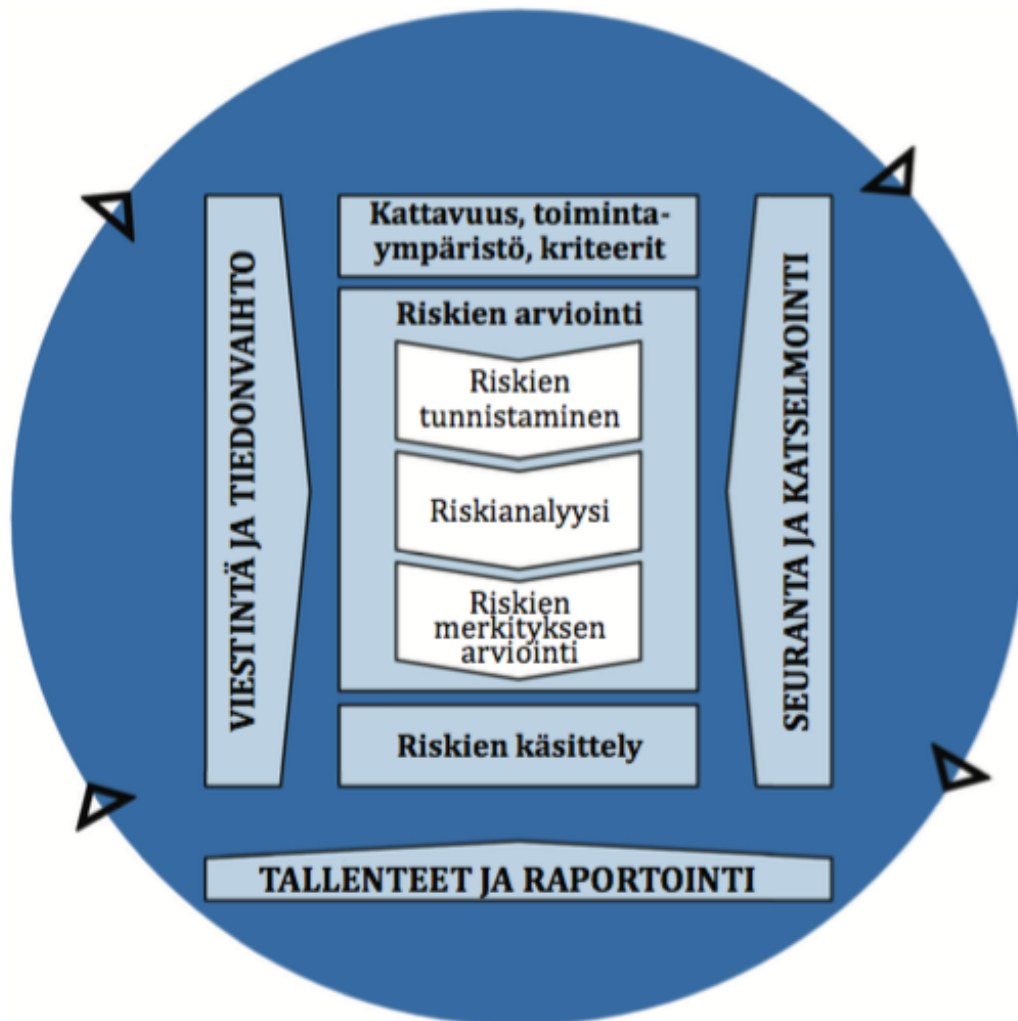 Kattavuus, toiminta-
ympäristö, kriteerit
VIESTINTÄ JA TIEDONVAIHTO
Riskien arviointi
Riskien
tunnistaminen
Riskianalyysi
Riskien
merkityksen
arviointi
Riskien käsittely
SEURANTA JA KATSELMOINTI
TALLENTEET JA RAPORTOINTI